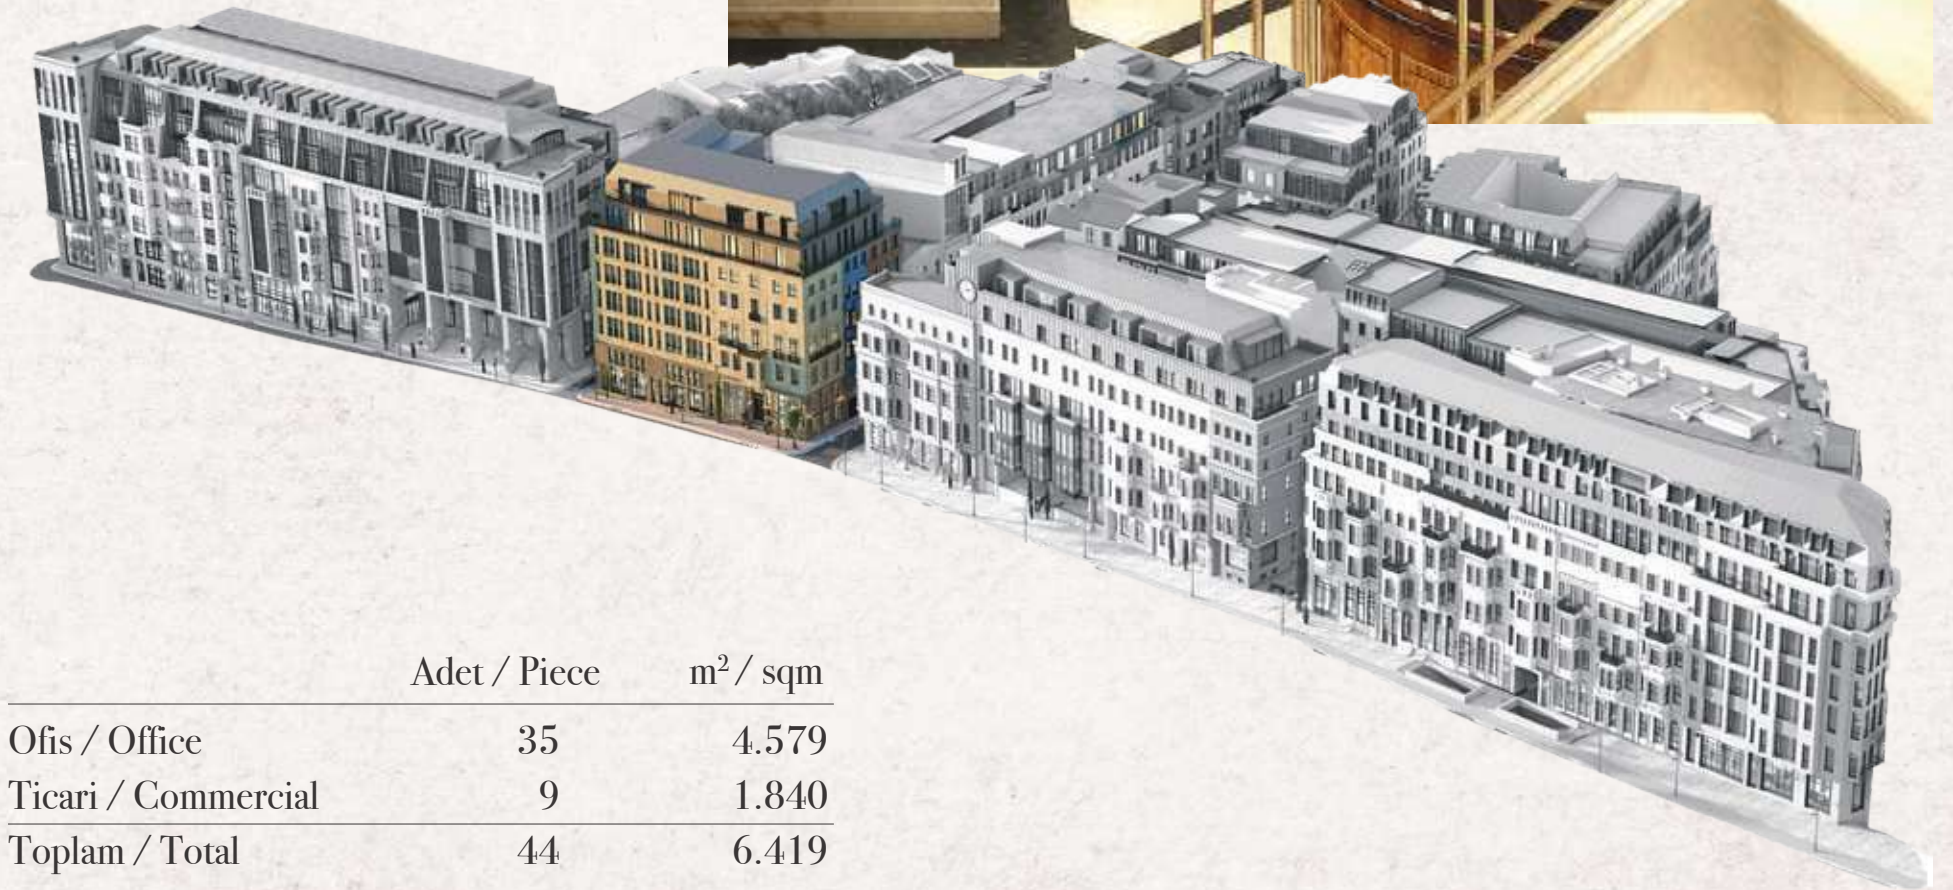 Adet / Piece m² / sqm
Ofis / Office 35 4.579
Ticari / Commercial 9 1.840
Toplam / Total 44 6.419